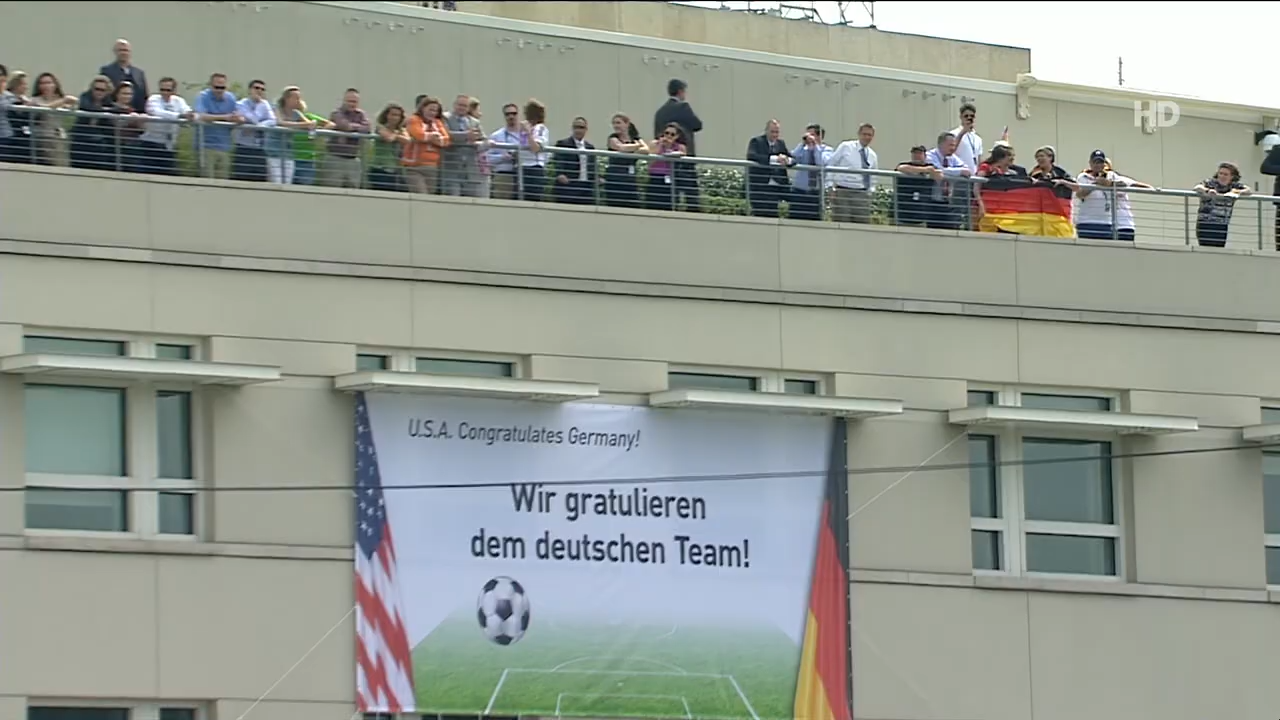 HD
U.S.A. Congratulates Germany!
Wir gratulieren
dem deutschen Team!